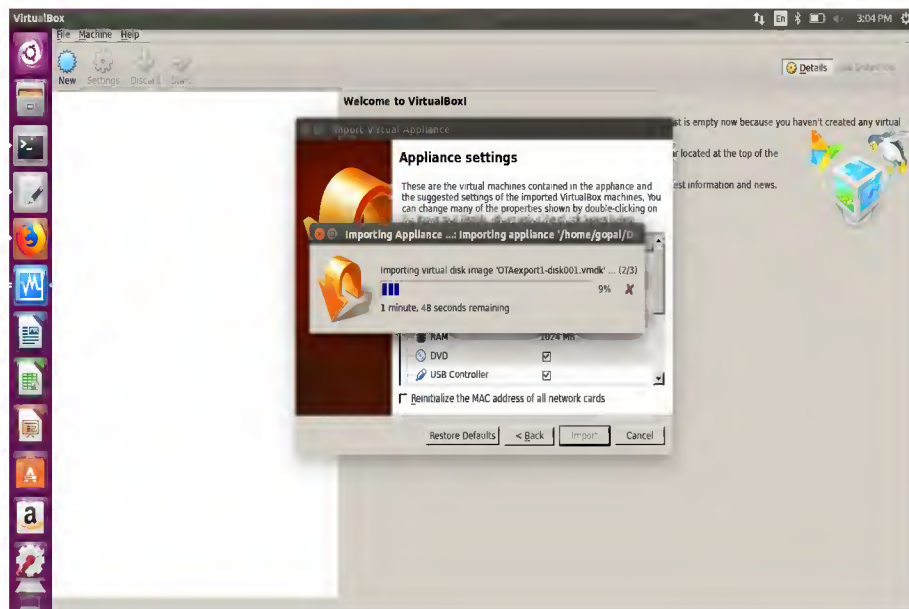 VirtualBox
En
3:04 PM
File Machine Help
New Settings Discard Start
Details
Welcome to VirtualBox!
st is empty now because you haven't created any virtual
r located at the top of the
est information and news.
Import Virtual Appliance
Appliance settings
These are the virtual machines contained in the appliance and
the suggested settings of the imported VirtualBox machines. You
can change many of the properties shown by double-clicking on
Importing Appliance ...: Importing appliance '/home/gopal/D
Importing virtual disk image 'OTAexport1-disk001.vmdk' ... (2/3)
9%
1 minute, 48 seconds remaining
RAM 1024 MB
DVD
USB Controller
Reinitialize the MAC address of all network cards
Restore Defaults < Back Import Cancel